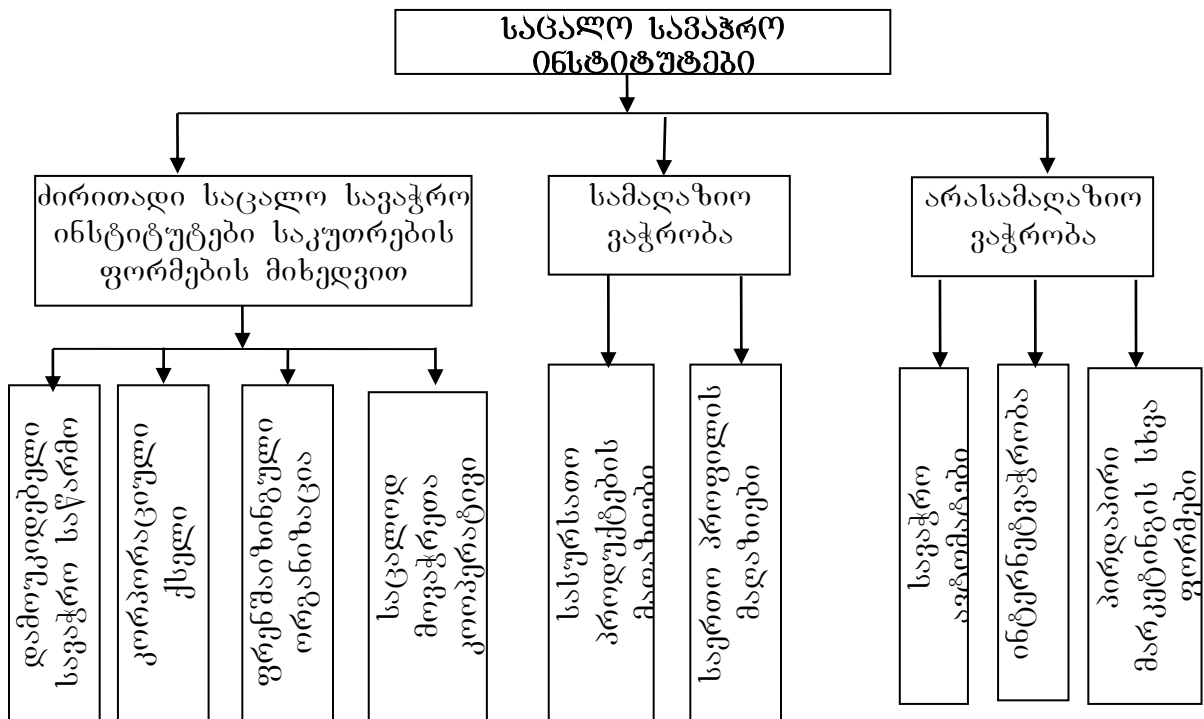 საცალო სავაჭრო
ინსტიტუტები
ძირითადი საცალო სავაჭრო
ინსტიტუტები საკუთრების
ფორმების მიხედვით
სამაღაზიო
ვაჭრობა
არასამაღაზიო
ვაჭრობა
დამოუკიდებელი
სავაჭრო საწარმო
კორპორაციული
ქსელი
ფრენშაიზინგული
ორგანიზაცია
საცალოდ
მოვაჭრეთა
კოოპერატივი
სასურსათო
პროდუქტების
მაღაზიები
საერთო პროფილის
მაღაზიები
სავაჭრო
ავტომატები
ინტერნეტვაჭრობა
პირდაპირი
მარკეტინგის სხვა
ფორმები